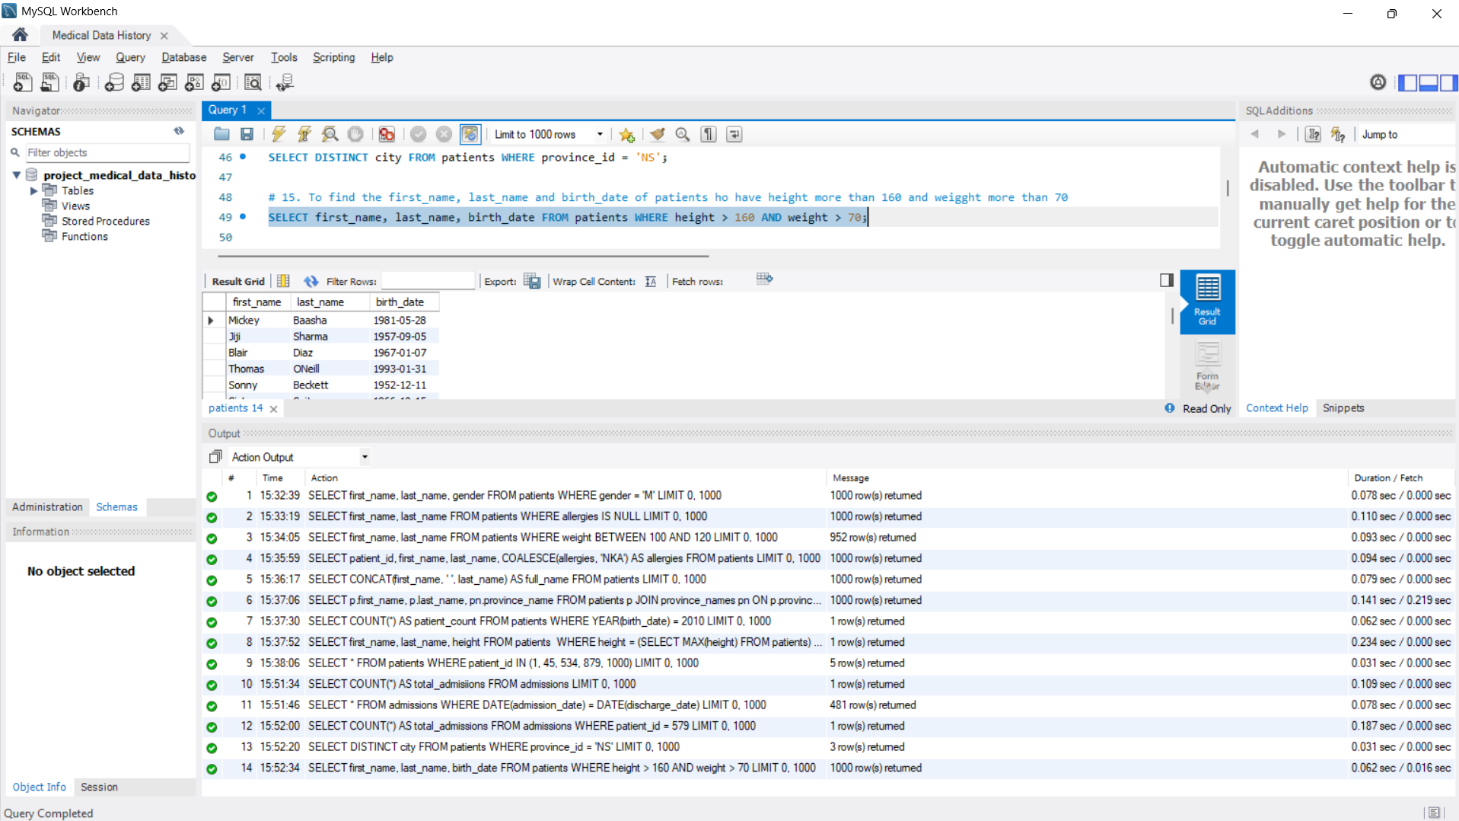 MySQL Workbench
Medical Data History
File Edit View Query Database Server Tools Scripting Help
Navigator
SCHEMAS
Filter objects
project_medical_data_histo
Tables
Views
Stored Procedures
Functions
Administration Schemas
Information
No object selected
Object Info Session
Query Completed
Query 1
Limit to 1000 rows
46 SELECT DISTINCT city FROM patients WHERE province_id = 'NS';
47
48 # 15. To find the first_name, last_name and birth_date of patients ho have height more than 160 and weigght more than 70
49 SELECT first_name, last_name, birth_date FROM patients WHERE height > 160 AND weight > 70;
50
Result Grid Filter Rows: Export: Wrap Cell Content: Fetch rows:
first_name last_name birth_date
Mickey Baasha 1981-05-28
Jiji Sharma 1957-09-05
Blair Diaz 1967-01-07
Thomas ONeill 1993-01-31
Sonny Beckett 1952-12-11
Result Grid
Form Editor
patients 14
Read Only
SQLAdditions
Jump to
Automatic context help is
disabled. Use the toolbar t
manually get help for the
current caret position or to
toggle automatic help.
Context Help Snippets
Output
Action Output
# Time Action Message Duration / Fetch
1 15:32:39 SELECT first_name, last_name, gender FROM patients WHERE gender = 'M' LIMIT 0, 1000 1000 row(s) returned 0.078 sec / 0.000 sec
2 15:33:19 SELECT first_name, last_name FROM patients WHERE allergies IS NULL LIMIT 0, 1000 1000 row(s) returned 0.110 sec / 0.000 sec
3 15:34:05 SELECT first_name, last_name FROM patients WHERE weight BETWEEN 100 AND 120 LIMIT 0, 1000 952 row(s) returned 0.093 sec / 0.000 sec
4 15:35:59 SELECT patient_id, first_name, last_name, COALESCE(allergies, 'NKA') AS allergies FROM patients LIMIT 0, 1000 1000 row(s) returned 0.094 sec / 0.000 sec
5 15:36:17 SELECT CONCAT(first_name, ' ', last_name) AS full_name FROM patients LIMIT 0, 1000 1000 row(s) returned 0.079 sec / 0.000 sec
6 15:37:06 SELECT p.first_name, p.last_name, pn.province_name FROM patients p JOIN province_names pn ON p.provinc... 1000 row(s) returned 0.141 sec / 0.219 sec
7 15:37:30 SELECT COUNT(*) AS patient_count FROM patients WHERE YEAR(birth_date) = 2010 LIMIT 0, 1000 1 row(s) returned 0.062 sec / 0.000 sec
8 15:37:52 SELECT first_name, last_name, height FROM patients WHERE height = (SELECT MAX(height) FROM patients) ... 1 row(s) returned 0.234 sec / 0.000 sec
9 15:38:06 SELECT * FROM patients WHERE patient_id IN (1, 45, 534, 879, 1000) LIMIT 0, 1000 5 row(s) returned 0.031 sec / 0.000 sec
10 15:51:34 SELECT COUNT(*) AS total_admisiions FROM admissions LIMIT 0, 1000 1 row(s) returned 0.109 sec / 0.000 sec
11 15:51:46 SELECT * FROM admissions WHERE DATE(admission_date) = DATE(discharge_date) LIMIT 0, 1000 481 row(s) returned 0.078 sec / 0.000 sec
12 15:52:00 SELECT COUNT(*) AS total_admissions FROM admissions WHERE patient_id = 579 LIMIT 0, 1000 1 row(s) returned 0.187 sec / 0.000 sec
13 15:52:20 SELECT DISTINCT city FROM patients WHERE province_id = 'NS' LIMIT 0, 1000 3 row(s) returned 0.031 sec / 0.000 sec
14 15:52:34 SELECT first_name, last_name, birth_date FROM patients WHERE height > 160 AND weight > 70 LIMIT 0, 1000 1000 row(s) returned 0.062 sec / 0.016 sec